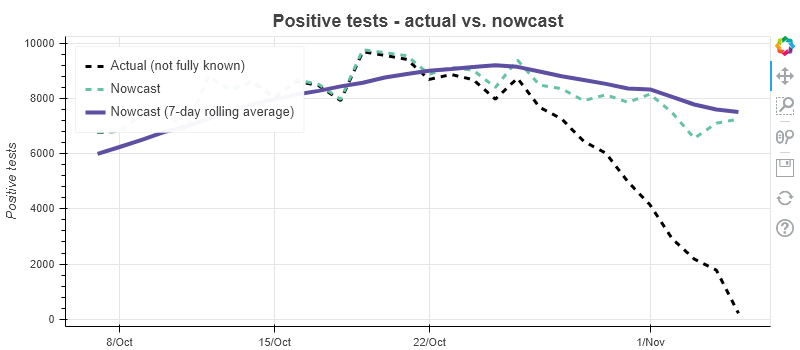 Positive tests - actual vs. nowcast
Actual (not fully known)
Nowcast
Nowcast (7-day rolling average)
Positive tests
10000
8000
6000
4000
2000
0
8/Oct
15/Oct
22/Oct
1/Nov